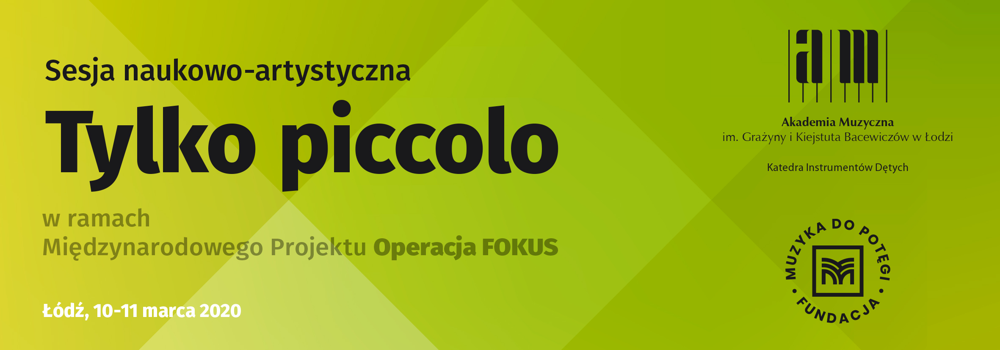 Sesja naukowo-artystyczna
Tylko piccolo
w ramach
Międzynarodowego Projektu Operacja FOKUS
Łódź, 10-11 marca 2020
am
Akademia Muzyczna
im. Grażyny i Kiejstuta Bacewiczów w Łodzi
Katedra Instrumentów Dętych
MUZYKA DO POTĘGI
• FUNDACJA •